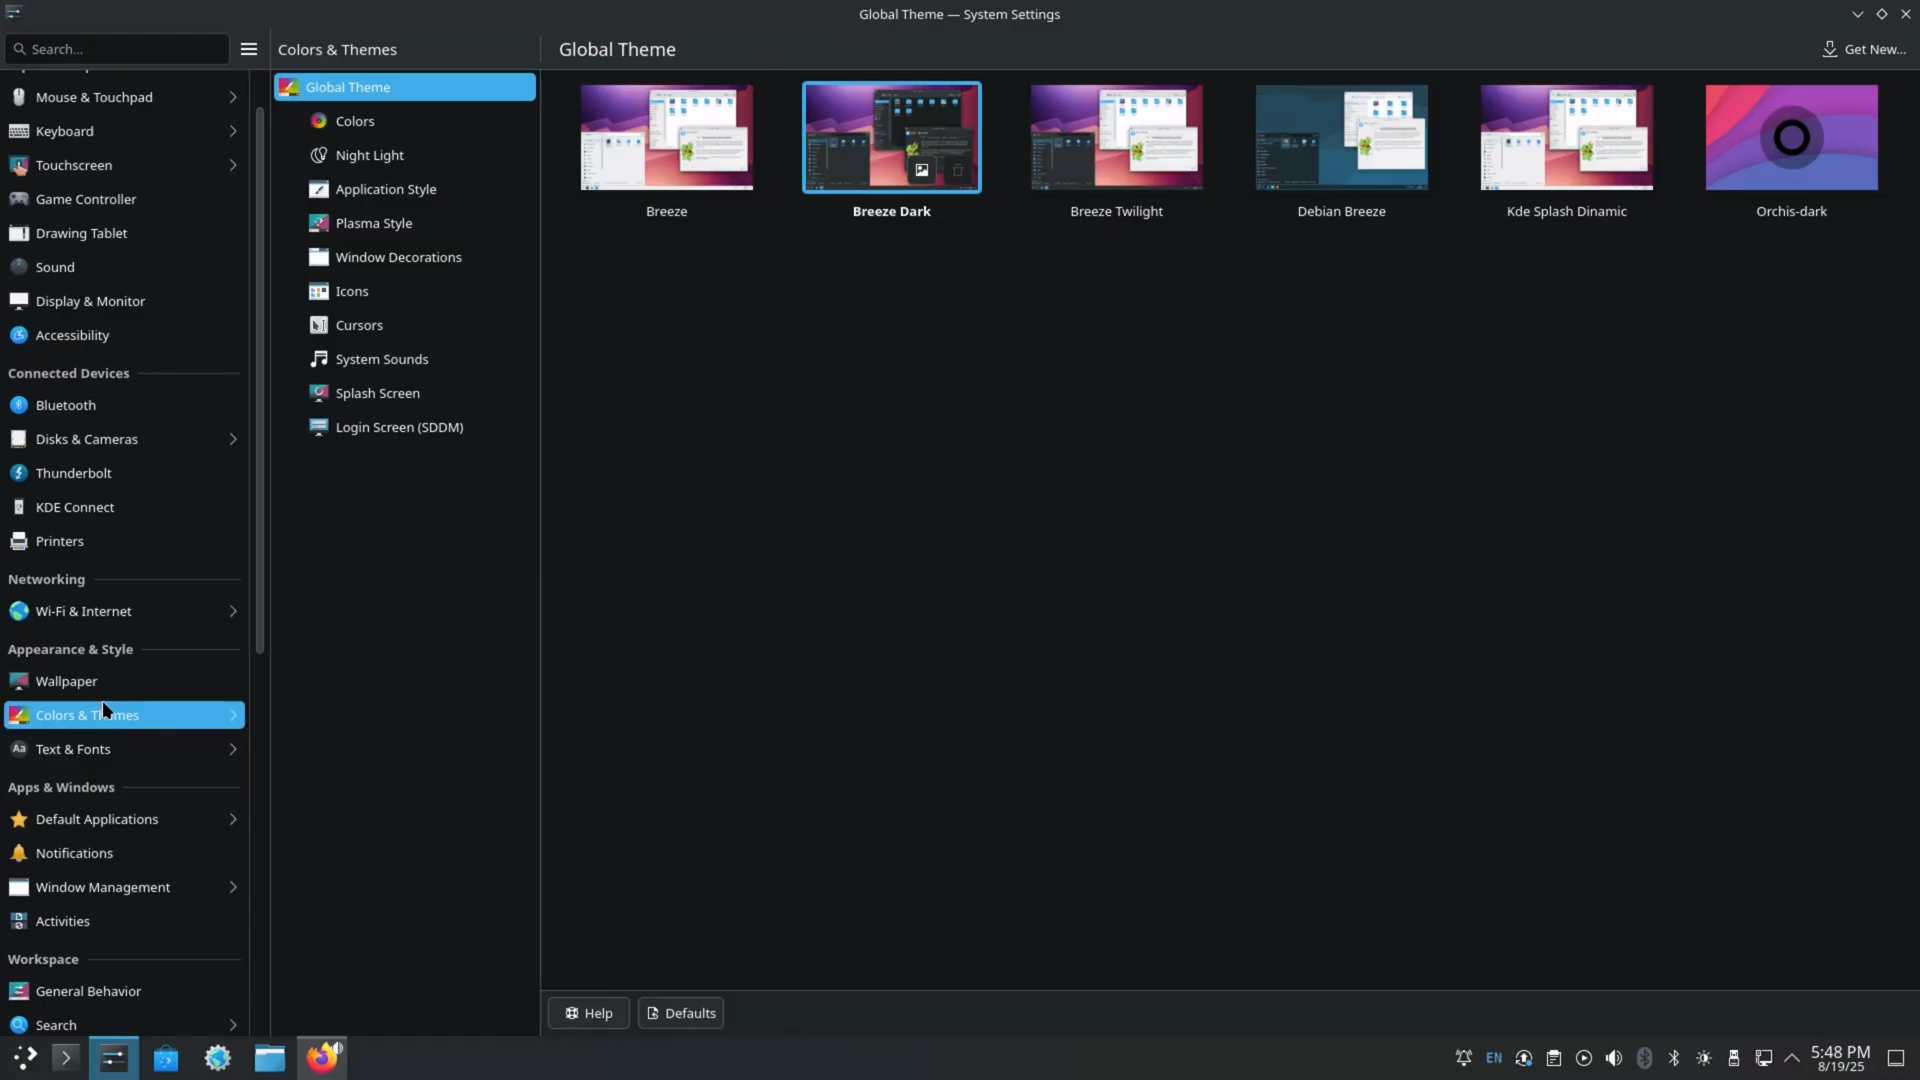 Global Theme — System Settings
Search...
Colors & Themes
Global Theme
Get New...
Mouse & Touchpad
Keyboard
Touchscreen
Game Controller
Drawing Tablet
Sound
Display & Monitor
Accessibility
Connected Devices
Bluetooth
Disks & Cameras
Thunderbolt
KDE Connect
Printers
Networking
Wi-Fi & Internet
Appearance & Style
Wallpaper
Colors & Themes
Text & Fonts
Apps & Windows
Default Applications
Notifications
Window Management
Activities
Workspace
General Behavior
Search
Global Theme
Colors
Night Light
Application Style
Plasma Style
Window Decorations
Icons
Cursors
System Sounds
Splash Screen
Login Screen (SDDM)
Breeze
Breeze Dark
Breeze Twilight
Debian Breeze
Kde Splash Dinamic
Orchis-dark
Help
Defaults
EN
5:48 PM
8/19/25